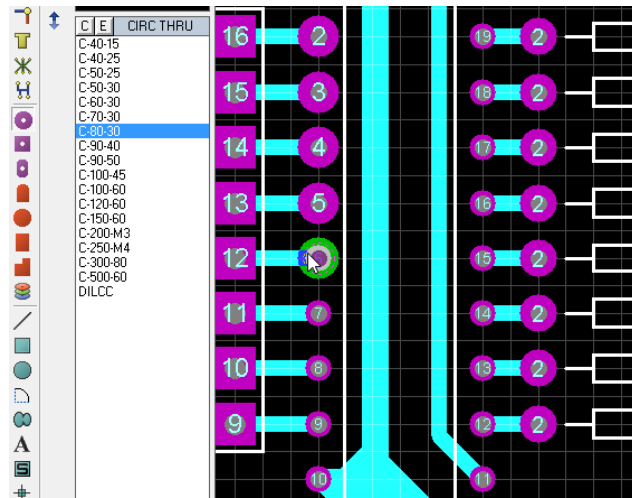 C E CIRC THRU
C-40-15
C-40-25
C-50-25
C-50-30
C-60-30
C-70-30
C-80-30
C-90-40
C-90-50
C-100-45
C-100-60
C-120-60
C-150-60
C-200-M3
C-250-M4
C-300-80
C-500-60
DILCC
T
A
S
16 2 19 2
15 3 18 2
14 4 17 2
13 5 16 2
12 15 2
11 7 14 2
10 8 13 2
9 9 12 2
10 11